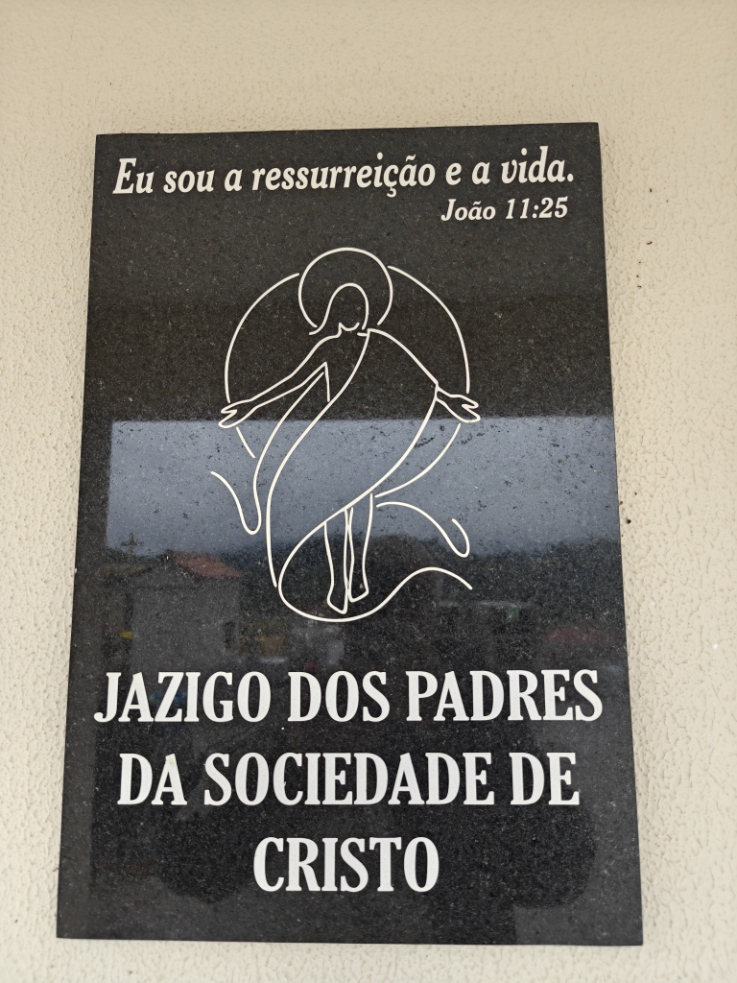 Eu sou a ressurreição e a vida.
João 11:25
JAZIGO DOS PADRES
DA SOCIEDADE DE
CRISTO